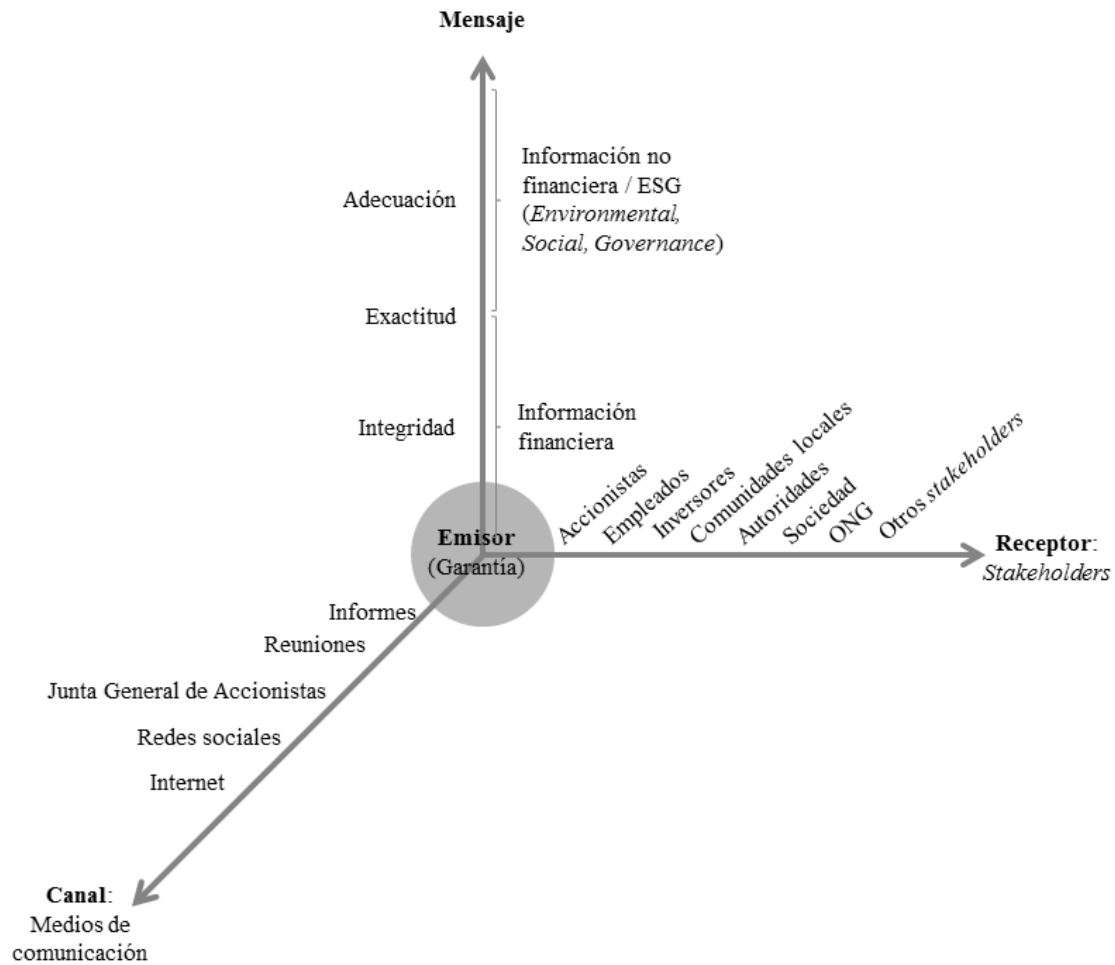 Mensaje
Información no
financiera / ESG
(Environmental,
Social, Governance)
Adecuación
Exactitud
Integridad
Información
financiera
Accionistas
Empleados
Inversores
Comunidades locales
Autoridades
Sociedad
ONG
Otros stakeholders
Emisor
(Garantía)
Receptor:
Stakeholders
Informes
Reuniones
Junta General de Accionistas
Redes sociales
Internet
Canal:
Medios de
comunicación